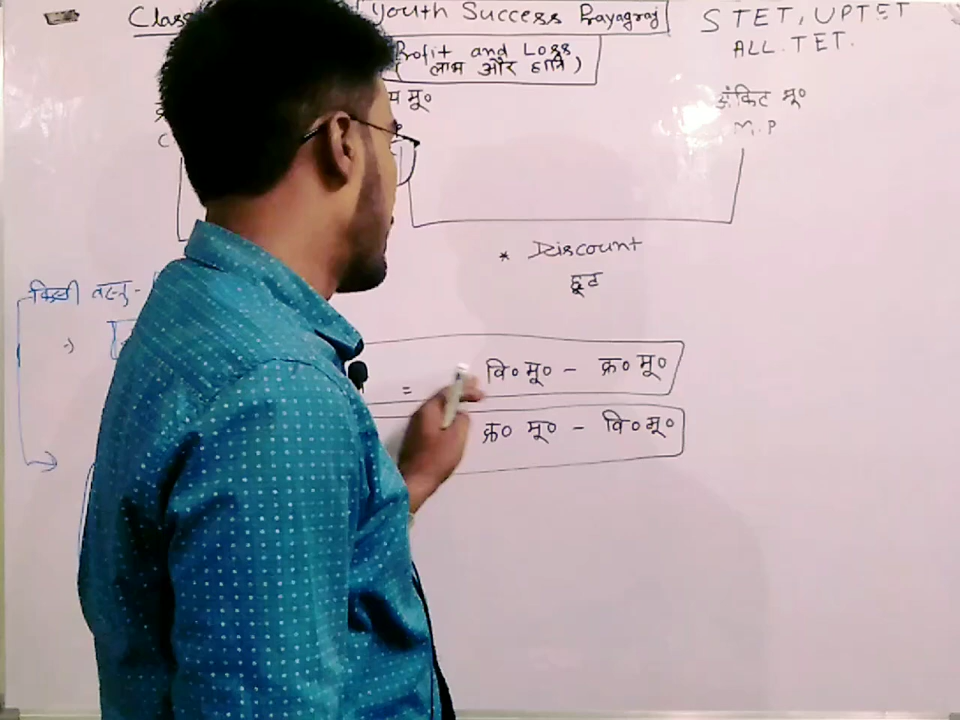 Class Youth Success Prayagraj
STET, UPTET
ALL.TET.
Profit and Loss
( लाभ और हानि )
य मू०
अंकित मू०
M.P
C
* Discount
छूट
किसी वस्तु -
= वि० मू० - क्र० मू०
क्र० मू० - वि० मू०